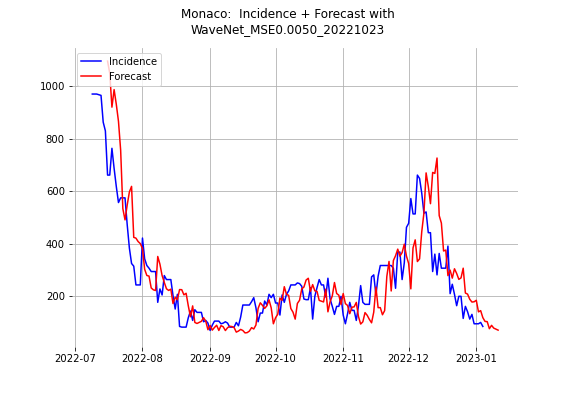 Monaco: Incidence + Forecast with
WaveNet_MSE0.0050_20221023
Incidence
Forecast
1000
800
600
400
200
2022-07 2022-08 2022-09 2022-10 2022-11 2022-12 2023-01